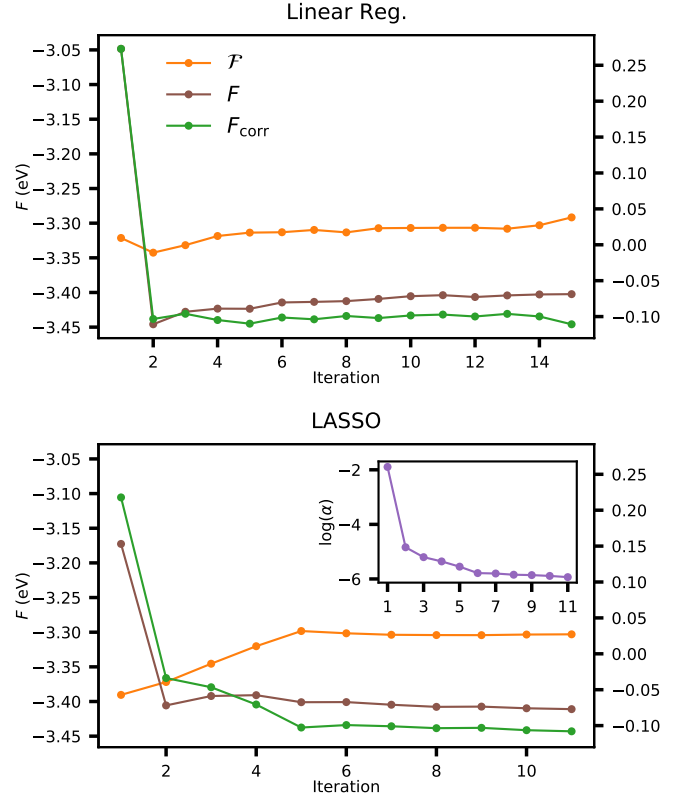 Linear Reg.
−3.05
−3.10
−3.15
−3.20
−3.25
−3.30
−3.35
−3.40
−3.45
F (eV)
ℱ
F
F_corr
0.25
0.20
0.15
0.10
0.05
0.00
−0.05
−0.10
2 4 6 8 10 12 14
Iteration
LASSO
−3.05
−3.10
−3.15
−3.20
−3.25
−3.30
−3.35
−3.40
−3.45
F (eV)
−2
−4
−6
log(α)
1 3 5 7 9 11
0.25
0.20
0.15
0.10
0.05
0.00
−0.05
−0.10
2 4 6 8 10
Iteration